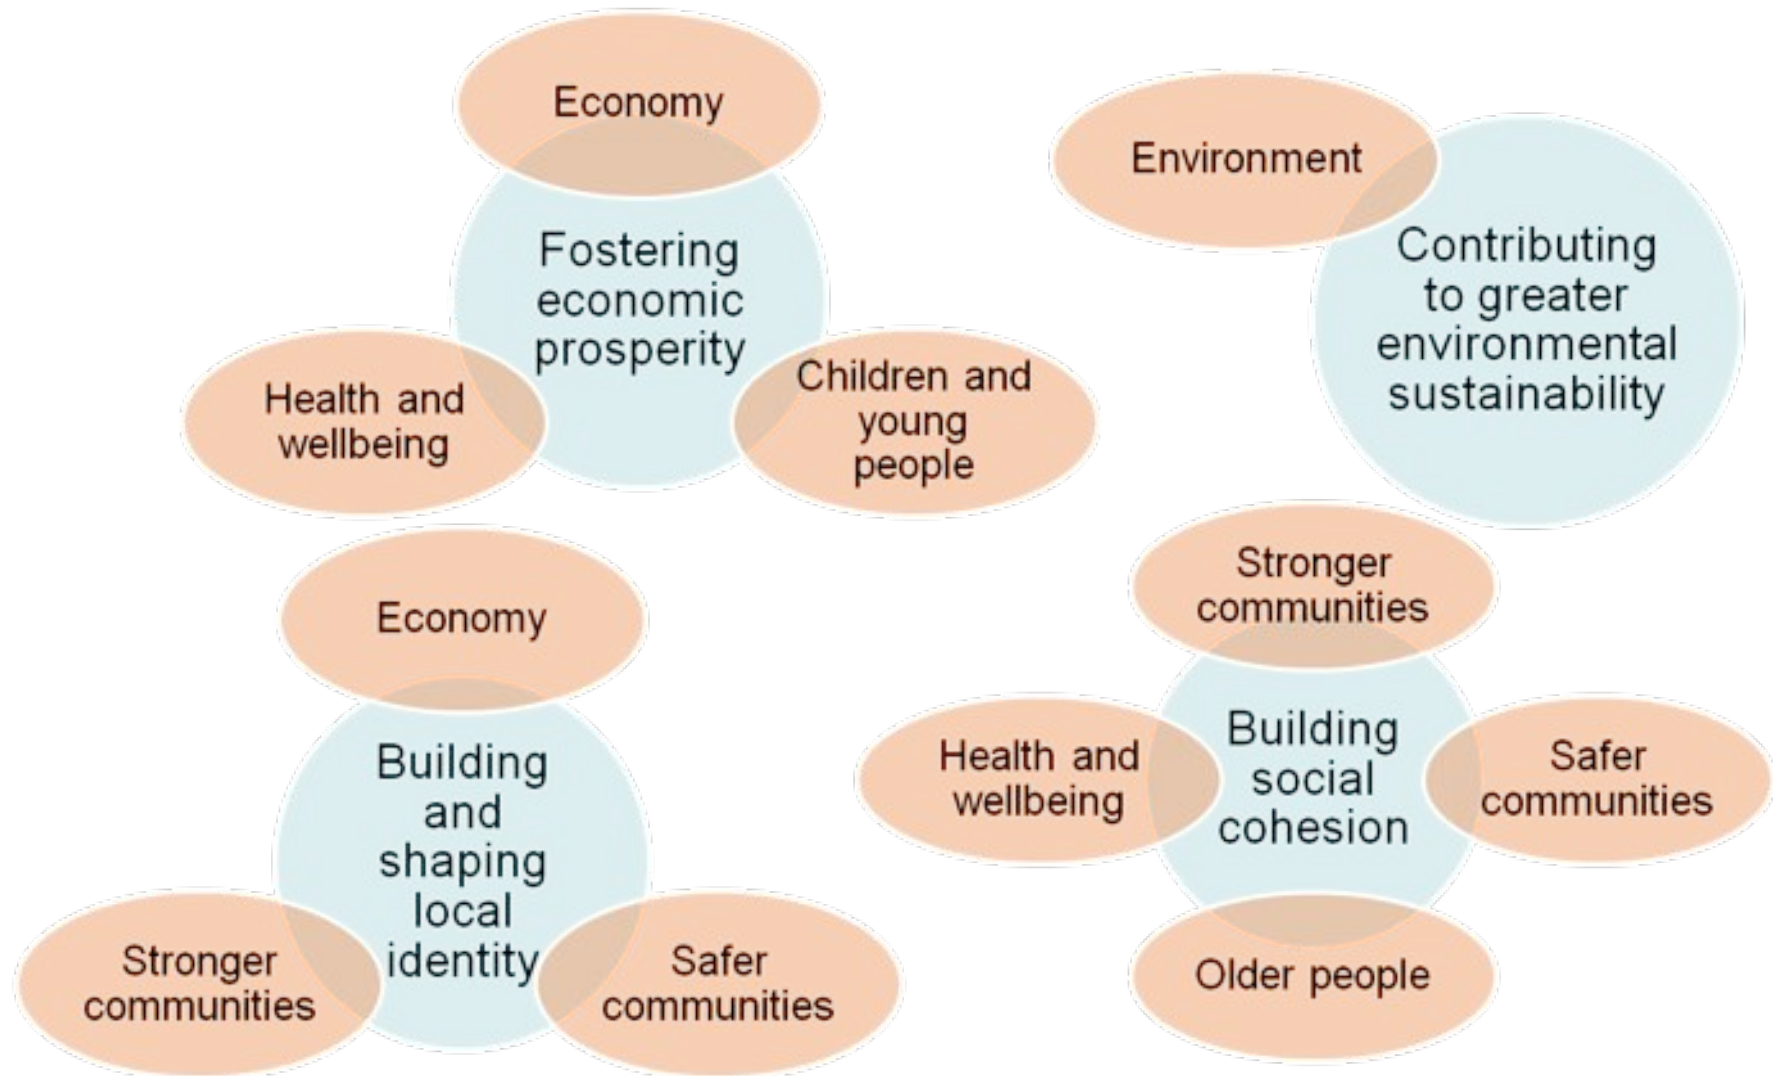 Economy
Fostering
economic
prosperity
Health and
wellbeing
Children and
young
people
Environment
Contributing
to greater
environmental
sustainability
Economy
Building
and
shaping
local
identity
Stronger
communities
Safer
communities
Stronger
communities
Health and
wellbeing
Building
social
cohesion
Safer
communities
Older people